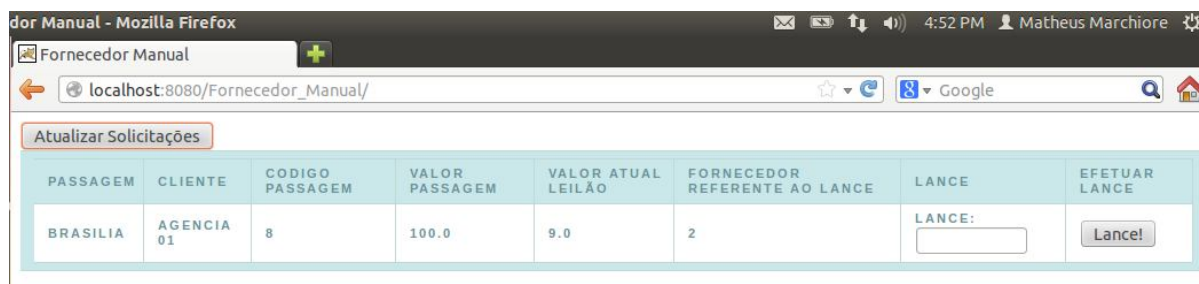 dor Manual - Mozilla Firefox 4:52 PM Matheus Marchiore
Fornecedor Manual
localhost:8080/Fornecedor_Manual/ Google
Atualizar Solicitações
PASSAGEM CLIENTE CODIGO PASSAGEM VALOR PASSAGEM VALOR ATUAL LEILÃO FORNECEDOR REFERENTE AO LANCE LANCE EFETUAR LANCE
BRASILIA AGENCIA 01 8 100.0 9.0 2 LANCE: Lance!